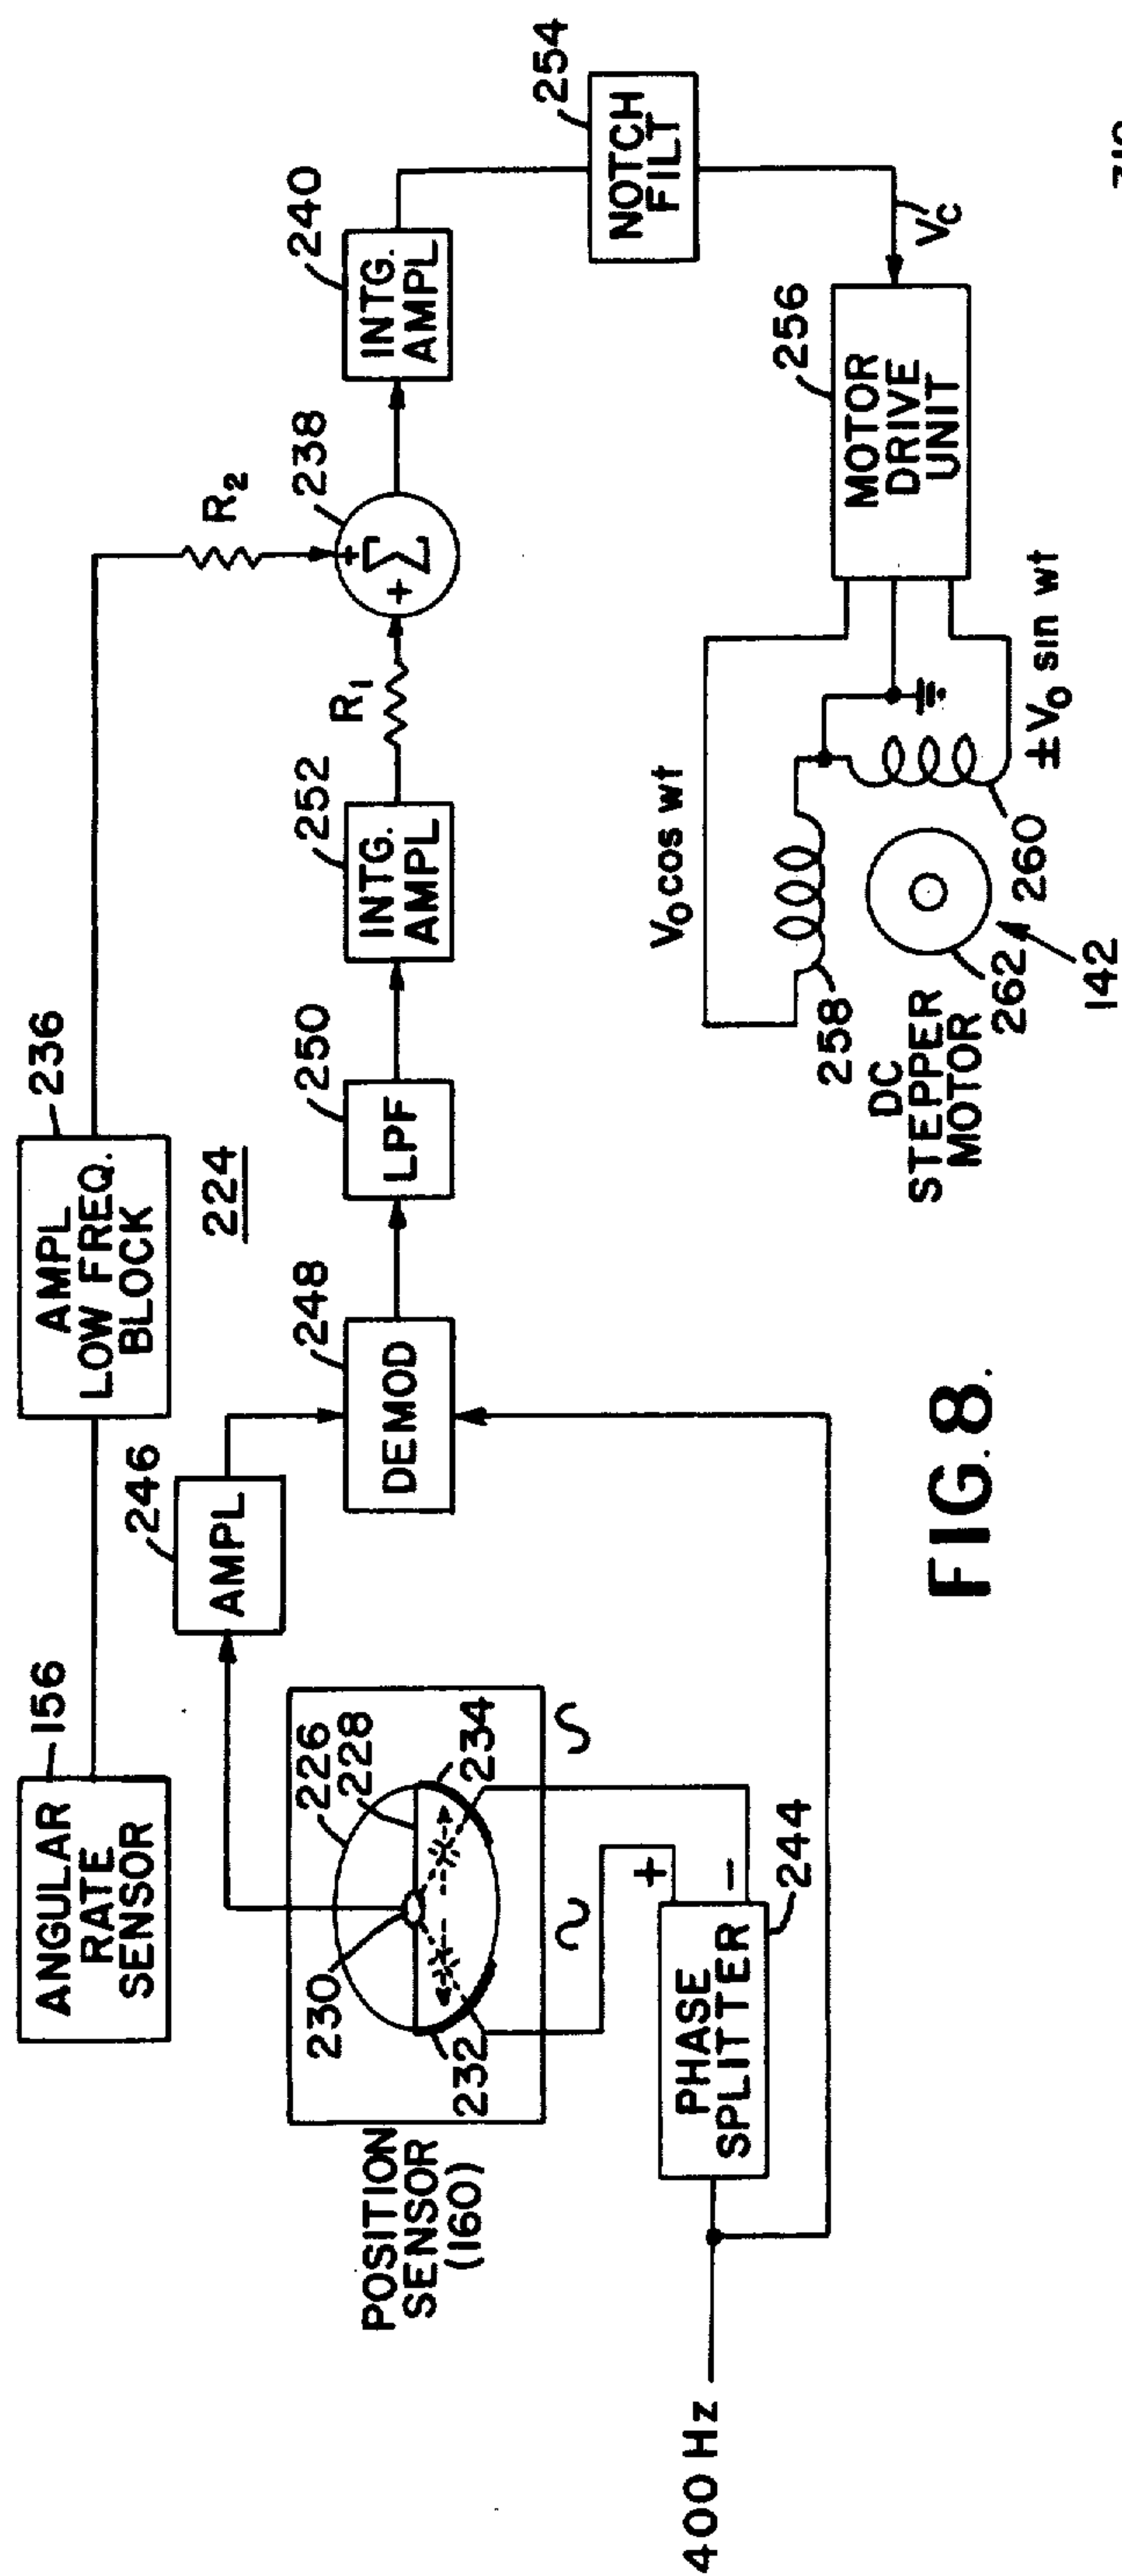 ANGULAR
RATE
SENSOR
156
AMPL
LOW FREQ.
BLOCK
236
224
R2
POSITION
SENSOR
(160)
226
228
230
232
234
AMPL
246
DEMOD
248
LPF
250
INTG.
AMPL
252
R1
+
+
Σ
238
INTG.
AMPL
240
NOTCH
FILT
254
Vc
MOTOR
DRIVE
UNIT
256
V0 cos wt
±V0 sin wt
258
260
262
142
DC
STEPPER
MOTOR
400 Hz
PHASE
SPLITTER
244
+
−
FIG. 8.